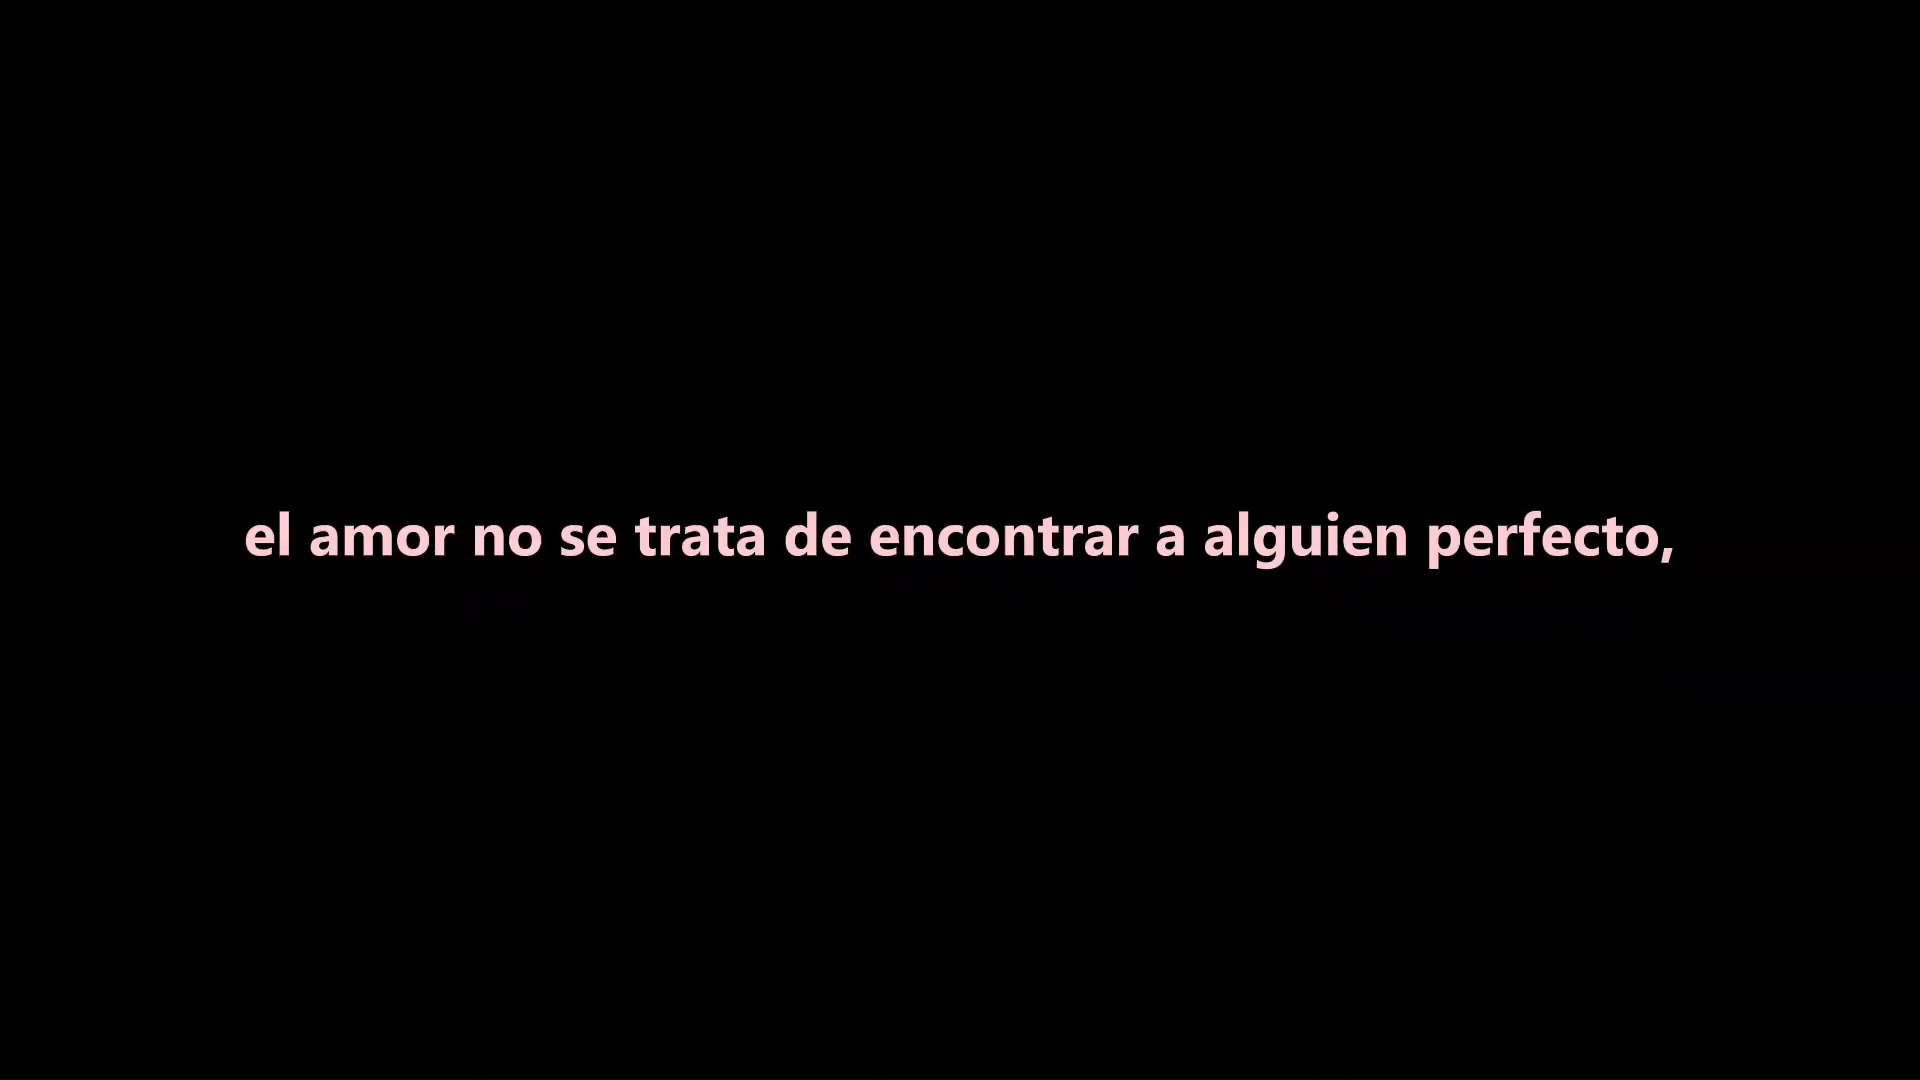 el amor no se trata de encontrar a alguien perfecto,